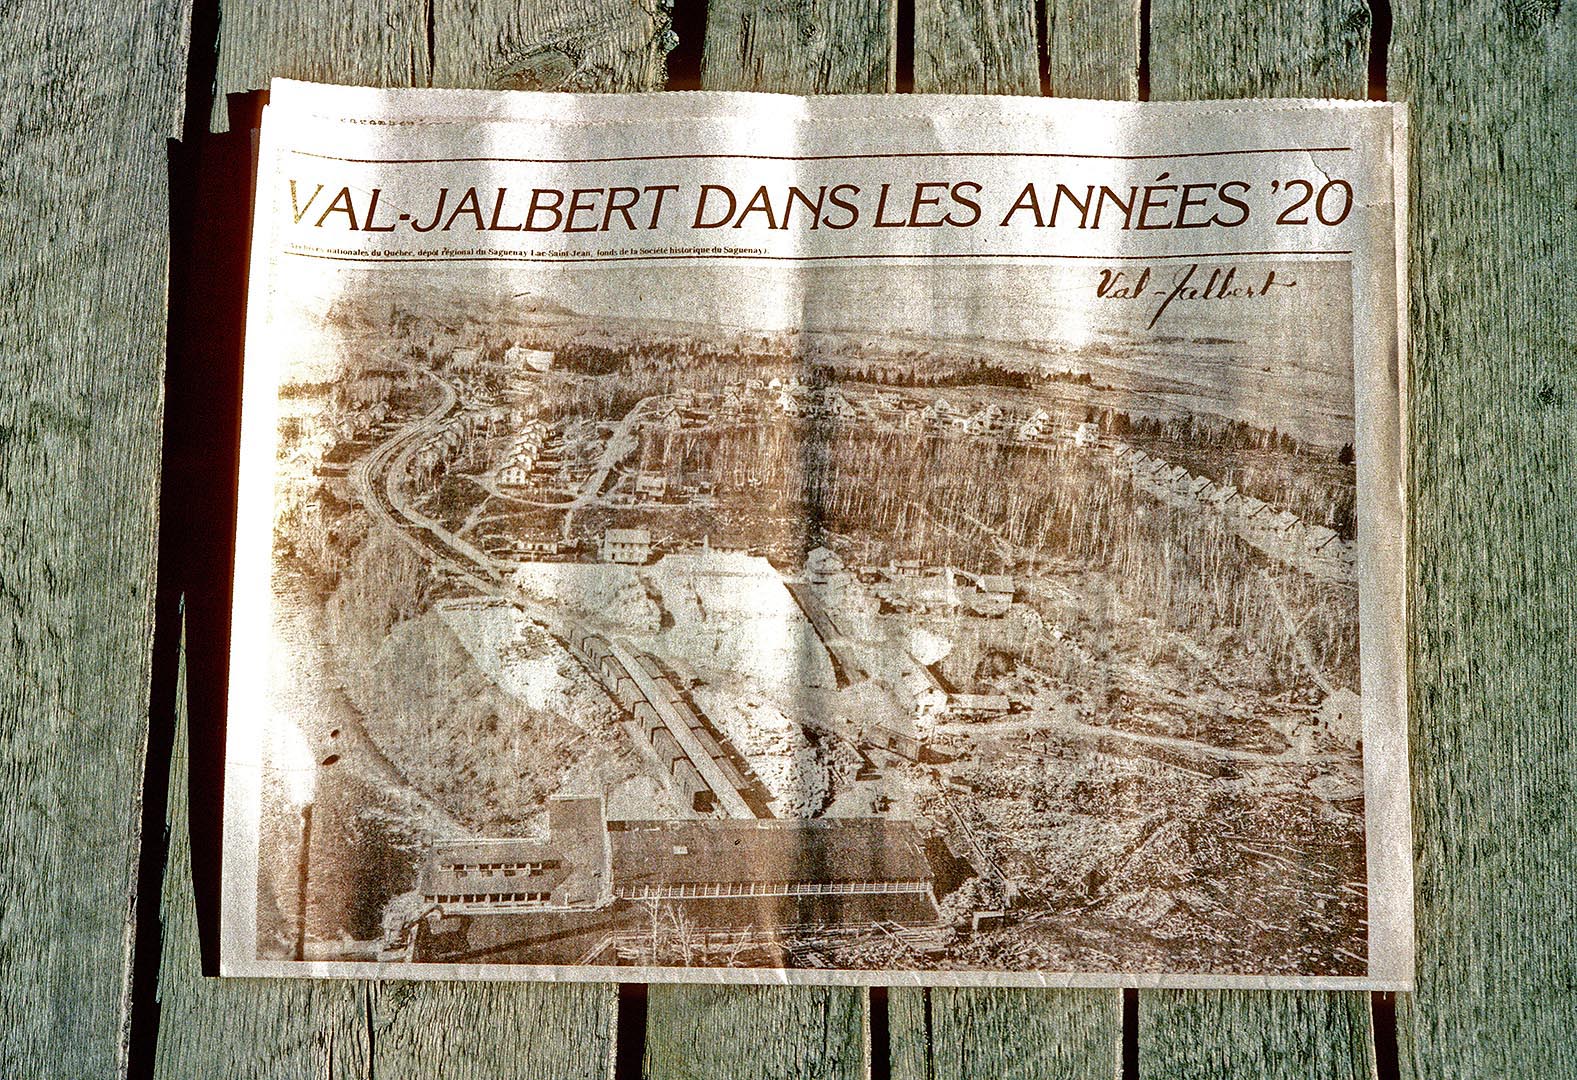 VAL-JALBERT DANS LES ANNÉES '20
Archives nationales du Québec, dépôt régional du Saguenay Lac-Saint-Jean, fonds de la Société historique du Saguenay).
Val-Jalbert